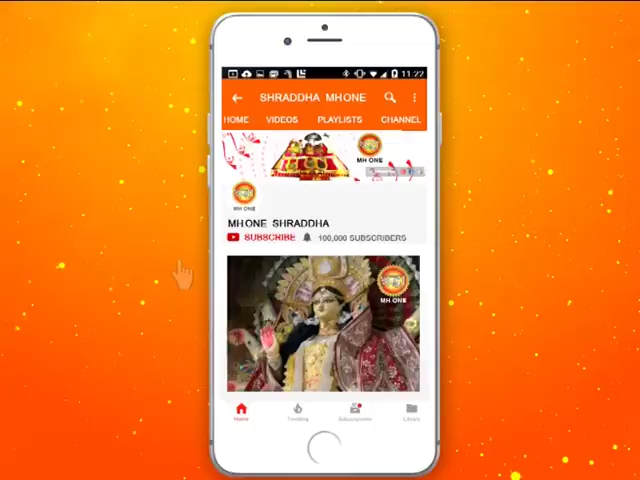 11:22
SHRADDHA MHONE
HOME VIDEOS PLAYLISTS CHANNEL
MH ONE
MH ONE
MHONE SHRADDHA
SUBSCRIBE 100,000 SUBSCRIBERS
MH ONE
Home Trending Subscriptions Library